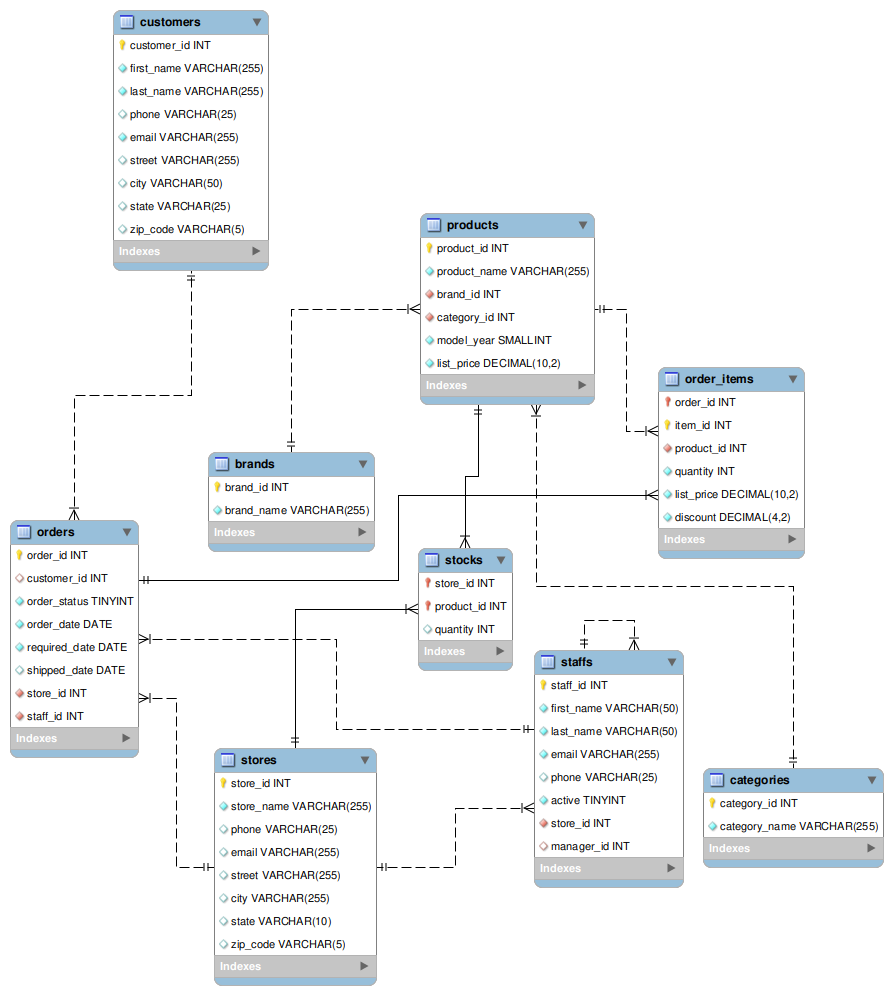 customers
customer_id INT
first_name VARCHAR(255)
last_name VARCHAR(255)
phone VARCHAR(25)
email VARCHAR(255)
street VARCHAR(255)
city VARCHAR(50)
state VARCHAR(25)
zip_code VARCHAR(5)
Indexes
products
product_id INT
product_name VARCHAR(255)
brand_id INT
category_id INT
model_year SMALLINT
list_price DECIMAL(10,2)
Indexes
order_items
order_id INT
item_id INT
product_id INT
quantity INT
list_price DECIMAL(10,2)
discount DECIMAL(4,2)
Indexes
brands
brand_id INT
brand_name VARCHAR(255)
Indexes
orders
order_id INT
customer_id INT
order_status TINYINT
order_date DATE
required_date DATE
shipped_date DATE
store_id INT
staff_id INT
Indexes
stocks
store_id INT
product_id INT
quantity INT
Indexes
staffs
staff_id INT
first_name VARCHAR(50)
last_name VARCHAR(50)
email VARCHAR(255)
phone VARCHAR(25)
active TINYINT
store_id INT
manager_id INT
Indexes
stores
store_id INT
store_name VARCHAR(255)
phone VARCHAR(25)
email VARCHAR(255)
street VARCHAR(255)
city VARCHAR(255)
state VARCHAR(10)
zip_code VARCHAR(5)
Indexes
categories
category_id INT
category_name VARCHAR(255)
Indexes